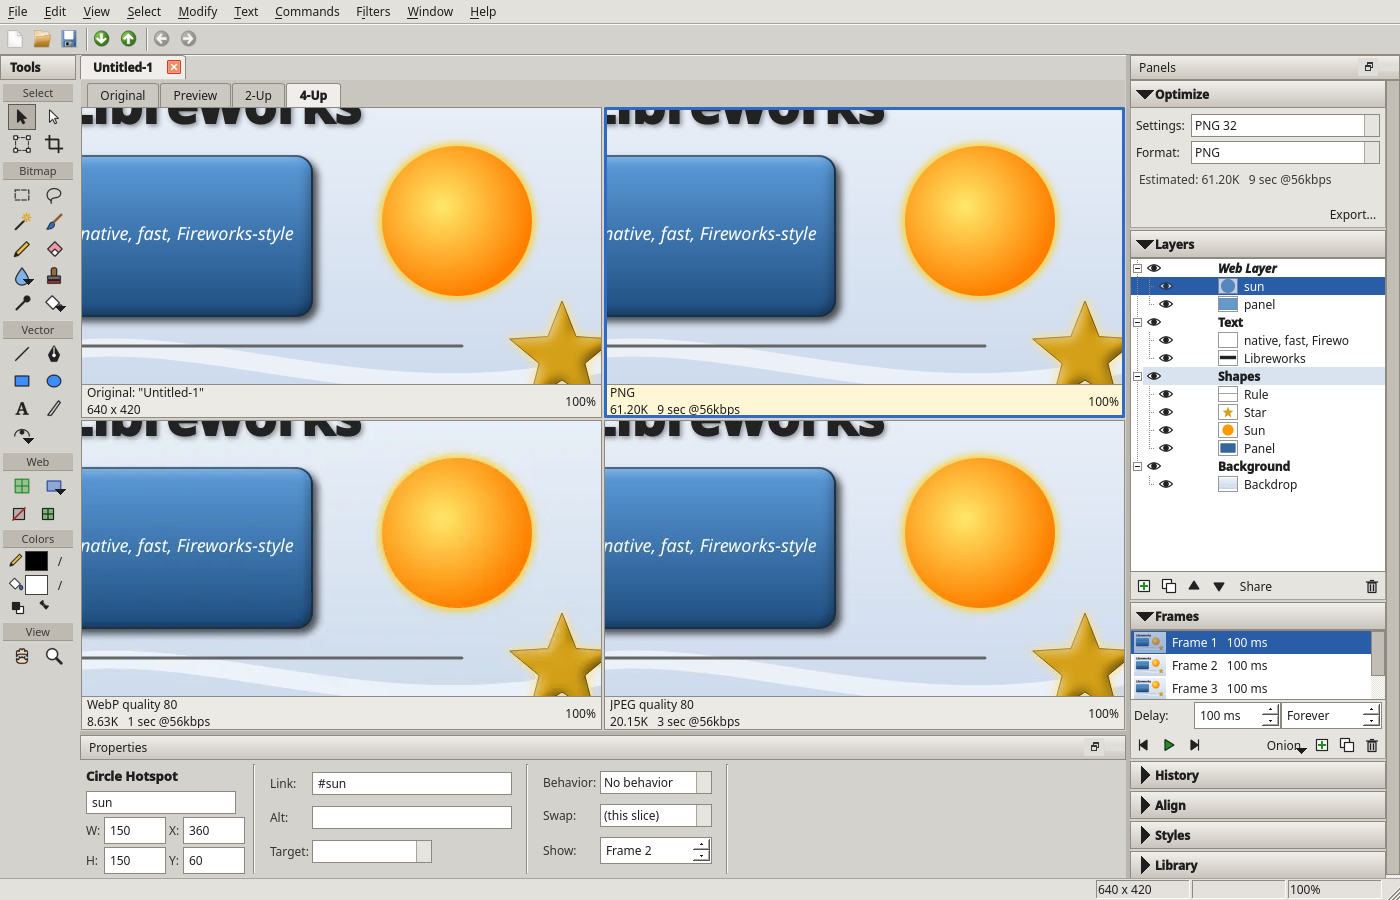 File Edit View Select Modify Text Commands Filters Window Help
Tools
Untitled-1
Panels
Original Preview 2-Up 4-Up
Select
Bitmap
Vector
Web
Colors
View
Libreworks
native, fast, Fireworks-style
Original: "Untitled-1"
640 x 420
100%
Libreworks
native, fast, Fireworks-style
PNG
61.20K 9 sec @56kbps
100%
Libreworks
native, fast, Fireworks-style
WebP quality 80
8.63K 1 sec @56kbps
100%
Libreworks
native, fast, Fireworks-style
JPEG quality 80
20.15K 3 sec @56kbps
100%
Optimize
Settings: PNG 32
Format: PNG
Estimated: 61.20K 9 sec @56kbps
Export...
Layers
Web Layer
sun
panel
Text
native, fast, Firewo
Libreworks
Shapes
Rule
Star
Sun
Panel
Background
Backdrop
Share
Frames
Frame 1 100 ms
Frame 2 100 ms
Frame 3 100 ms
Delay: 100 ms Forever
Onion
History
Align
Styles
Library
Properties
Circle Hotspot
sun
W: 150 X: 360
H: 150 Y: 60
Link: #sun
Alt:
Target:
Behavior: No behavior
Swap: (this slice)
Show: Frame 2
640 x 420 100%